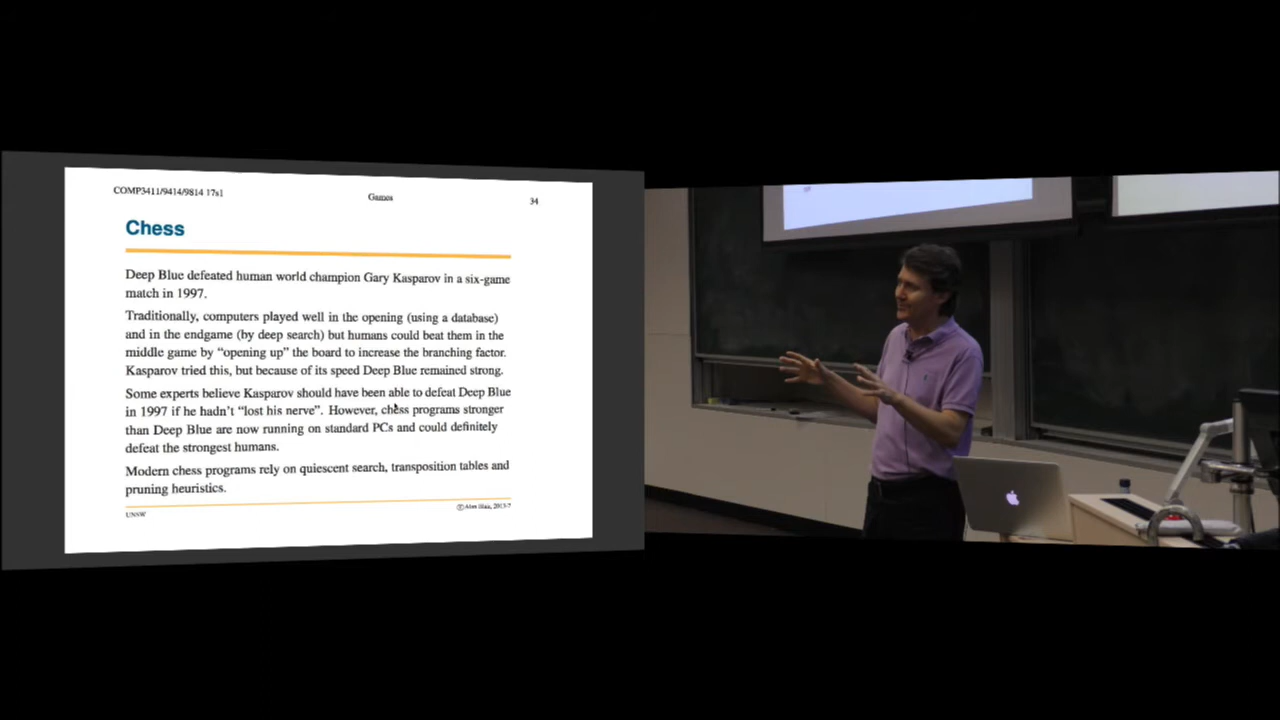 COMP3411/9414/9814 17s1
Games
34
Chess
Deep Blue defeated human world champion Gary Kasparov in a six-game
match in 1997.
Traditionally, computers played well in the opening (using a database)
and in the endgame (by deep search) but humans could beat them in the
middle game by “opening up” the board to increase the branching factor.
Kasparov tried this, but because of its speed Deep Blue remained strong.
Some experts believe Kasparov should have been able to defeat Deep Blue
in 1997 if he hadn’t “lost his nerve”. However, chess programs stronger
than Deep Blue are now running on standard PCs and could definitely
defeat the strongest humans.
Modern chess programs rely on quiescent search, transposition tables and
pruning heuristics.
UNSW
©Alan Blair, 2013-7